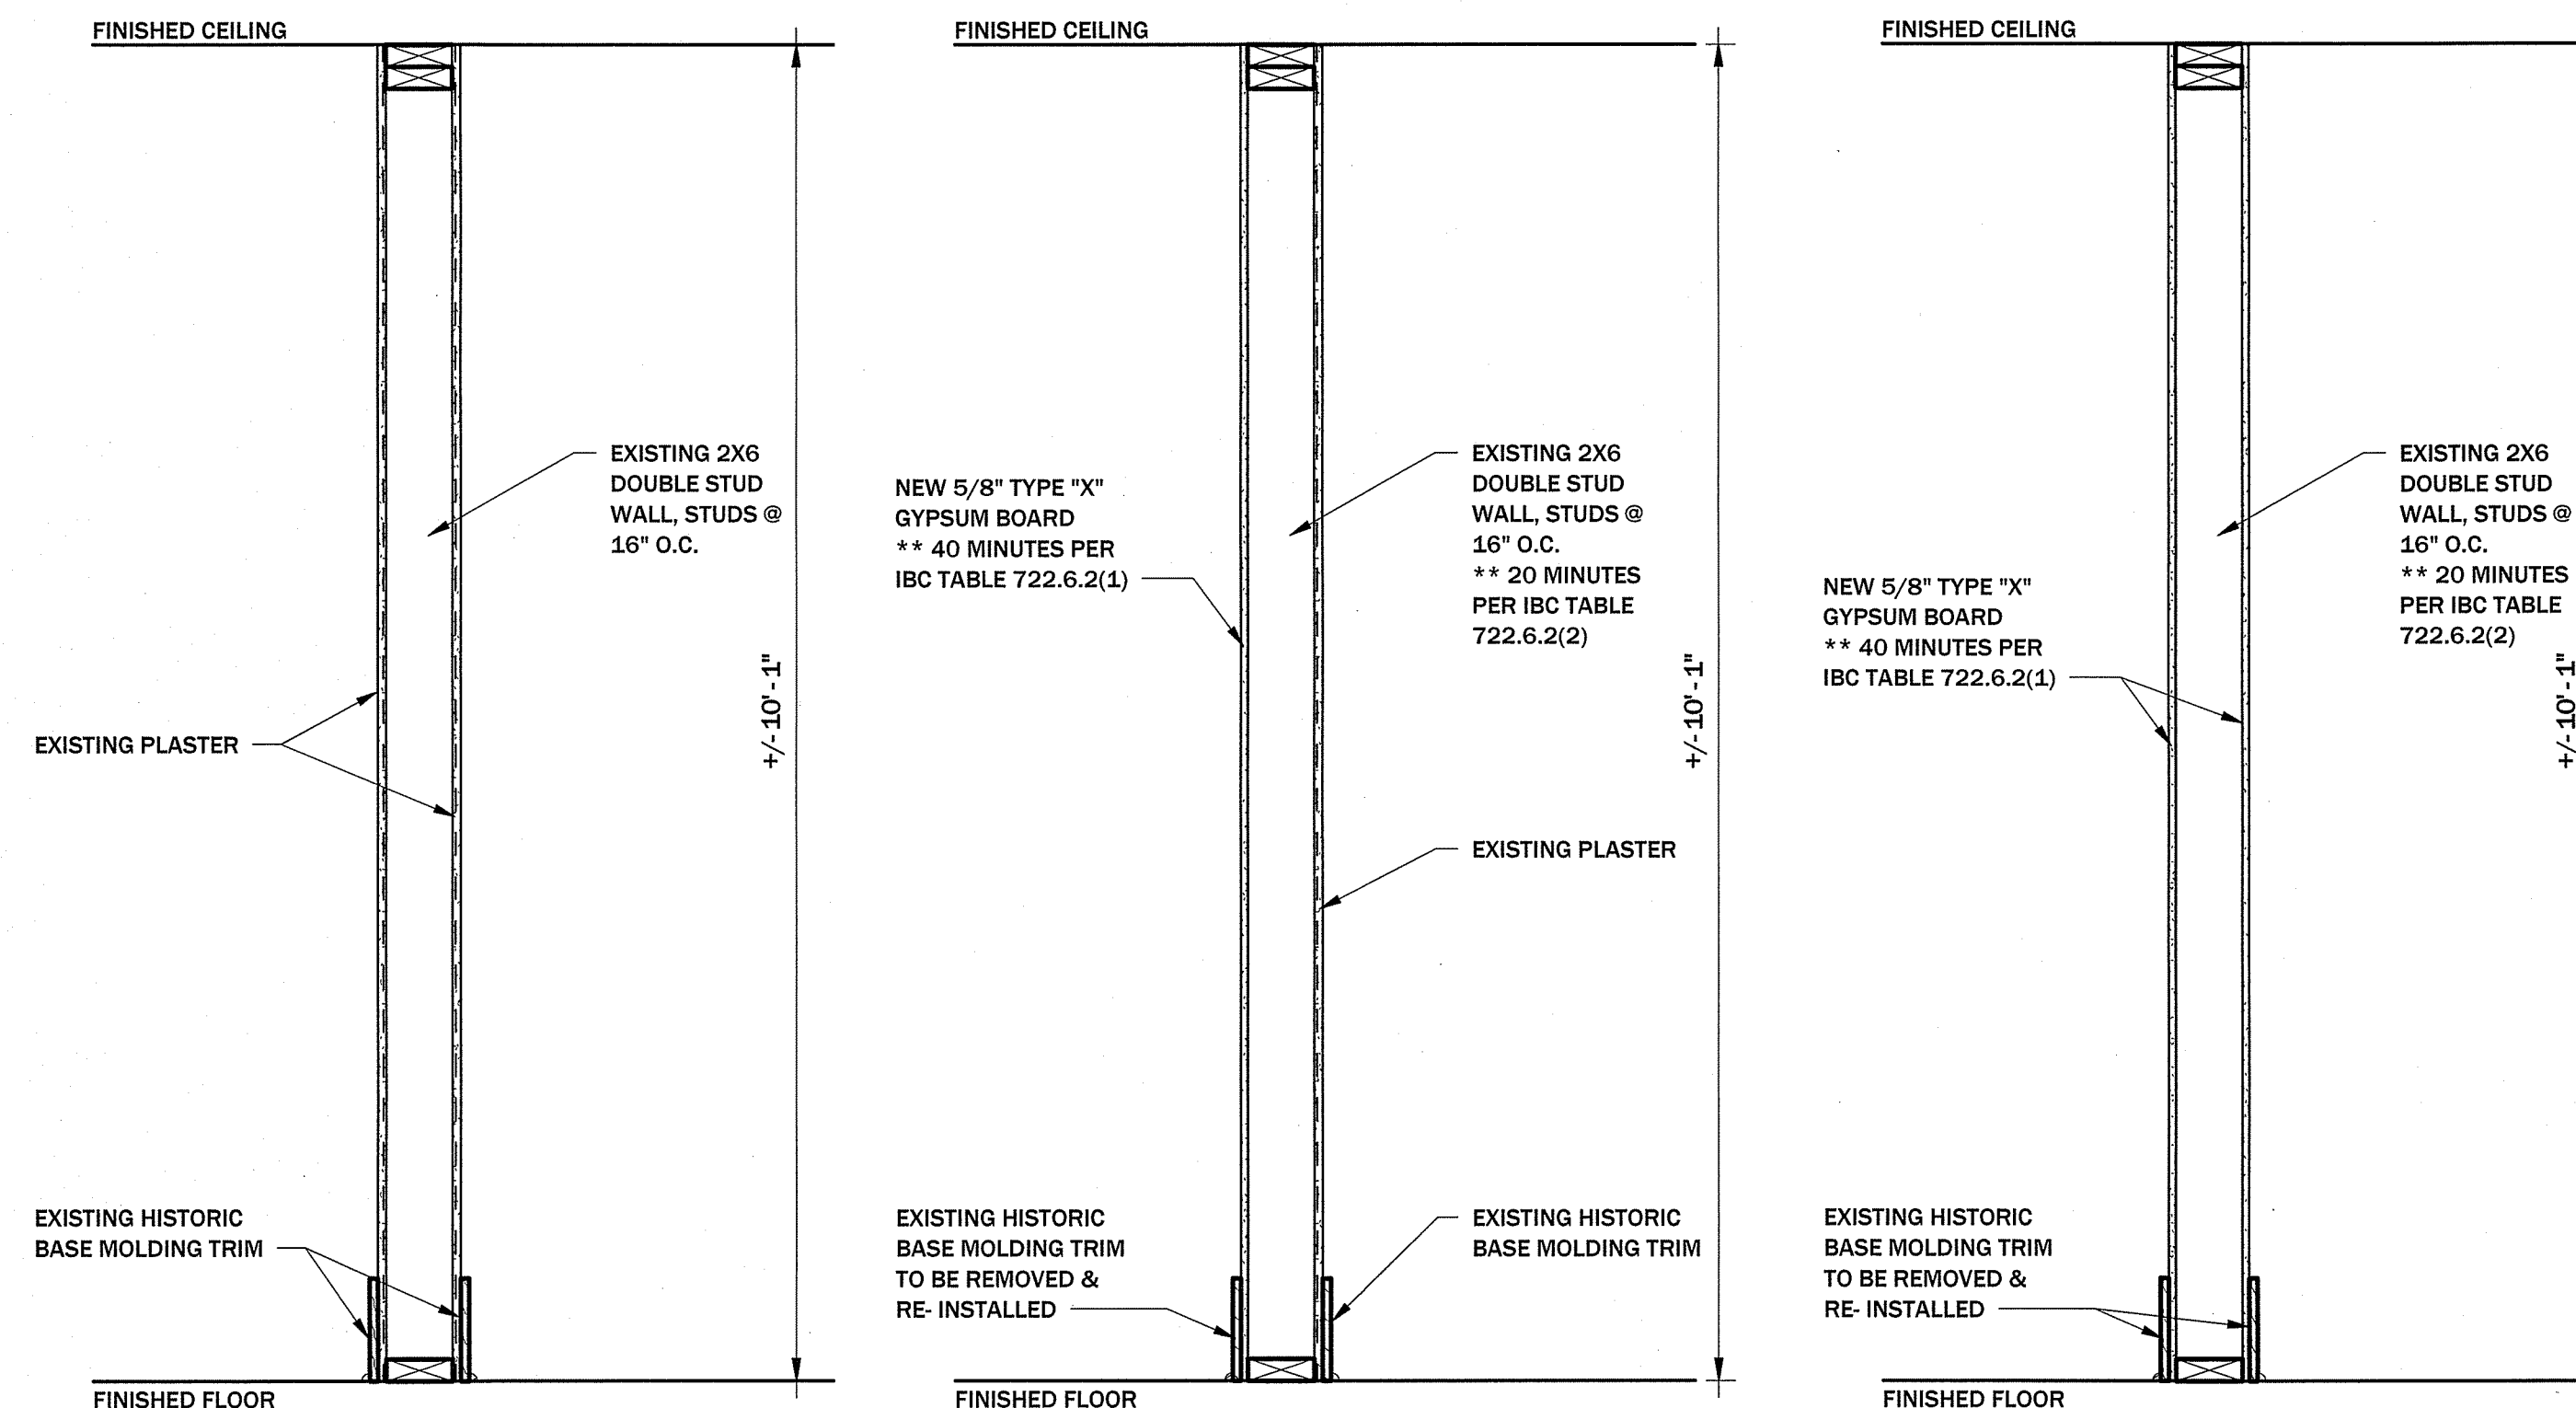 FINISHED CEILING
EXISTING 2X6
DOUBLE STUD
WALL, STUDS @
16" O.C.
+/-10'-1"
EXISTING PLASTER
EXISTING HISTORIC
BASE MOLDING TRIM
FINISHED FLOOR
FINISHED CEILING
NEW 5/8" TYPE "X"
GYPSUM BOARD
** 40 MINUTES PER
IBC TABLE 722.6.2(1)
EXISTING 2X6
DOUBLE STUD
WALL, STUDS @
16" O.C.
** 20 MINUTES
PER IBC TABLE
722.6.2(2)
+/-10'-1"
EXISTING PLASTER
EXISTING HISTORIC
BASE MOLDING TRIM
TO BE REMOVED &
RE- INSTALLED
EXISTING HISTORIC
BASE MOLDING TRIM
FINISHED FLOOR
FINISHED CEILING
EXISTING 2X6
DOUBLE STUD
WALL, STUDS @
16" O.C.
** 20 MINUTES
PER IBC TABLE
722.6.2(2)
NEW 5/8" TYPE "X"
GYPSUM BOARD
** 40 MINUTES PER
IBC TABLE 722.6.2(1)
+/-10'-1"
EXISTING HISTORIC
BASE MOLDING TRIM
TO BE REMOVED &
RE- INSTALLED
FINISHED FLOOR